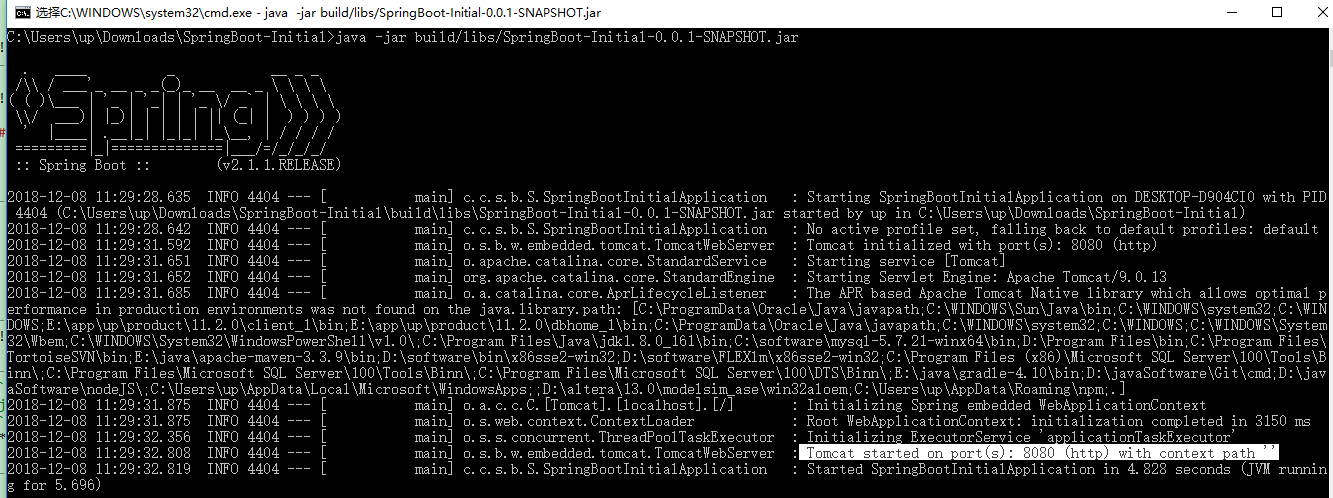 选择C:\WINDOWS\system32\cmd.exe - java  -jar build/libs/SpringBoot-Initial-0.0.1-SNAPSHOT.jar
C:\Users\up\Downloads\SpringBoot-Initial>java -jar build/libs/SpringBoot-Initial-0.0.1-SNAPSHOT.jar
Spring
:: Spring Boot ::        (v2.1.1.RELEASE)
2018-12-08 11:29:28.635  INFO 4404 --- [           main] c.c.s.b.S.SpringBootInitialApplication   : Starting SpringBootInitialApplication on DESKTOP-D904CI0 with PID
4404 (C:\Users\up\Downloads\SpringBoot-Initial\build\libs\SpringBoot-Initial-0.0.1-SNAPSHOT.jar started by up in C:\Users\up\Downloads\SpringBoot-Initial)
2018-12-08 11:29:28.642  INFO 4404 --- [           main] c.c.s.b.S.SpringBootInitialApplication   : No active profile set, falling back to default profiles: default
2018-12-08 11:29:31.592  INFO 4404 --- [           main] o.s.b.w.embedded.tomcat.TomcatWebServer  : Tomcat initialized with port(s): 8080 (http)
2018-12-08 11:29:31.651  INFO 4404 --- [           main] o.apache.catalina.core.StandardService   : Starting service [Tomcat]
2018-12-08 11:29:31.652  INFO 4404 --- [           main] org.apache.catalina.core.StandardEngine  : Starting Servlet Engine: Apache Tomcat/9.0.13
2018-12-08 11:29:31.685  INFO 4404 --- [           main] o.a.catalina.core.AprLifecycleListener   : The APR based Apache Tomcat Native library which allows optimal p
erformance in production environments was not found on the java.library.path: [C:\ProgramData\Oracle\Java\javapath;C:\WINDOWS\Sun\Java\bin;C:\WINDOWS\system32;C:\WIN
DOWS;E:\app\up\product\11.2.0\client_1\bin;E:\app\up\product\11.2.0\dbhome_1\bin;C:\ProgramData\Oracle\Java\javapath;C:\WINDOWS\system32;C:\WINDOWS;C:\WINDOWS\System
32\Wbem;C:\WINDOWS\System32\WindowsPowerShell\v1.0\;C:\Program Files\Java\jdk1.8.0_161\bin;C:\software\mysql-5.7.21-winx64\bin;D:\Program Files\bin;C:\Program Files\
TortoiseSVN\bin;E:\java\apache-maven-3.3.9\bin;D:\software\bin\x86sse2-win32;D:\software\FLEXlm\x86sse2-win32;C:\Program Files (x86)\Microsoft SQL Server\100\Tools\B
inn\;C:\Program Files\Microsoft SQL Server\100\Tools\Binn\;C:\Program Files\Microsoft SQL Server\100\DTS\Binn\;E:\java\gradle-4.10\bin;D:\javaSoftware\Git\cmd;D:\jav
aSoftware\nodeJS\;C:\Users\up\AppData\Local\Microsoft\WindowsApps;;D:\altera\13.0\modelsim_ase\win32aloem;C:\Users\up\AppData\Roaming\npm;.]
2018-12-08 11:29:31.875  INFO 4404 --- [           main] o.a.c.c.C.[Tomcat].[localhost].[/]       : Initializing Spring embedded WebApplicationContext
2018-12-08 11:29:31.875  INFO 4404 --- [           main] o.s.web.context.ContextLoader            : Root WebApplicationContext: initialization completed in 3150 ms
2018-12-08 11:29:32.356  INFO 4404 --- [           main] o.s.s.concurrent.ThreadPoolTaskExecutor  : Initializing ExecutorService 'applicationTaskExecutor'
2018-12-08 11:29:32.808  INFO 4404 --- [           main] o.s.b.w.embedded.tomcat.TomcatWebServer  : Tomcat started on port(s): 8080 (http) with context path ''
2018-12-08 11:29:32.819  INFO 4404 --- [           main] c.c.s.b.S.SpringBootInitialApplication   : Started SpringBootInitialApplication in 4.828 seconds (JVM runnin
g for 5.696)